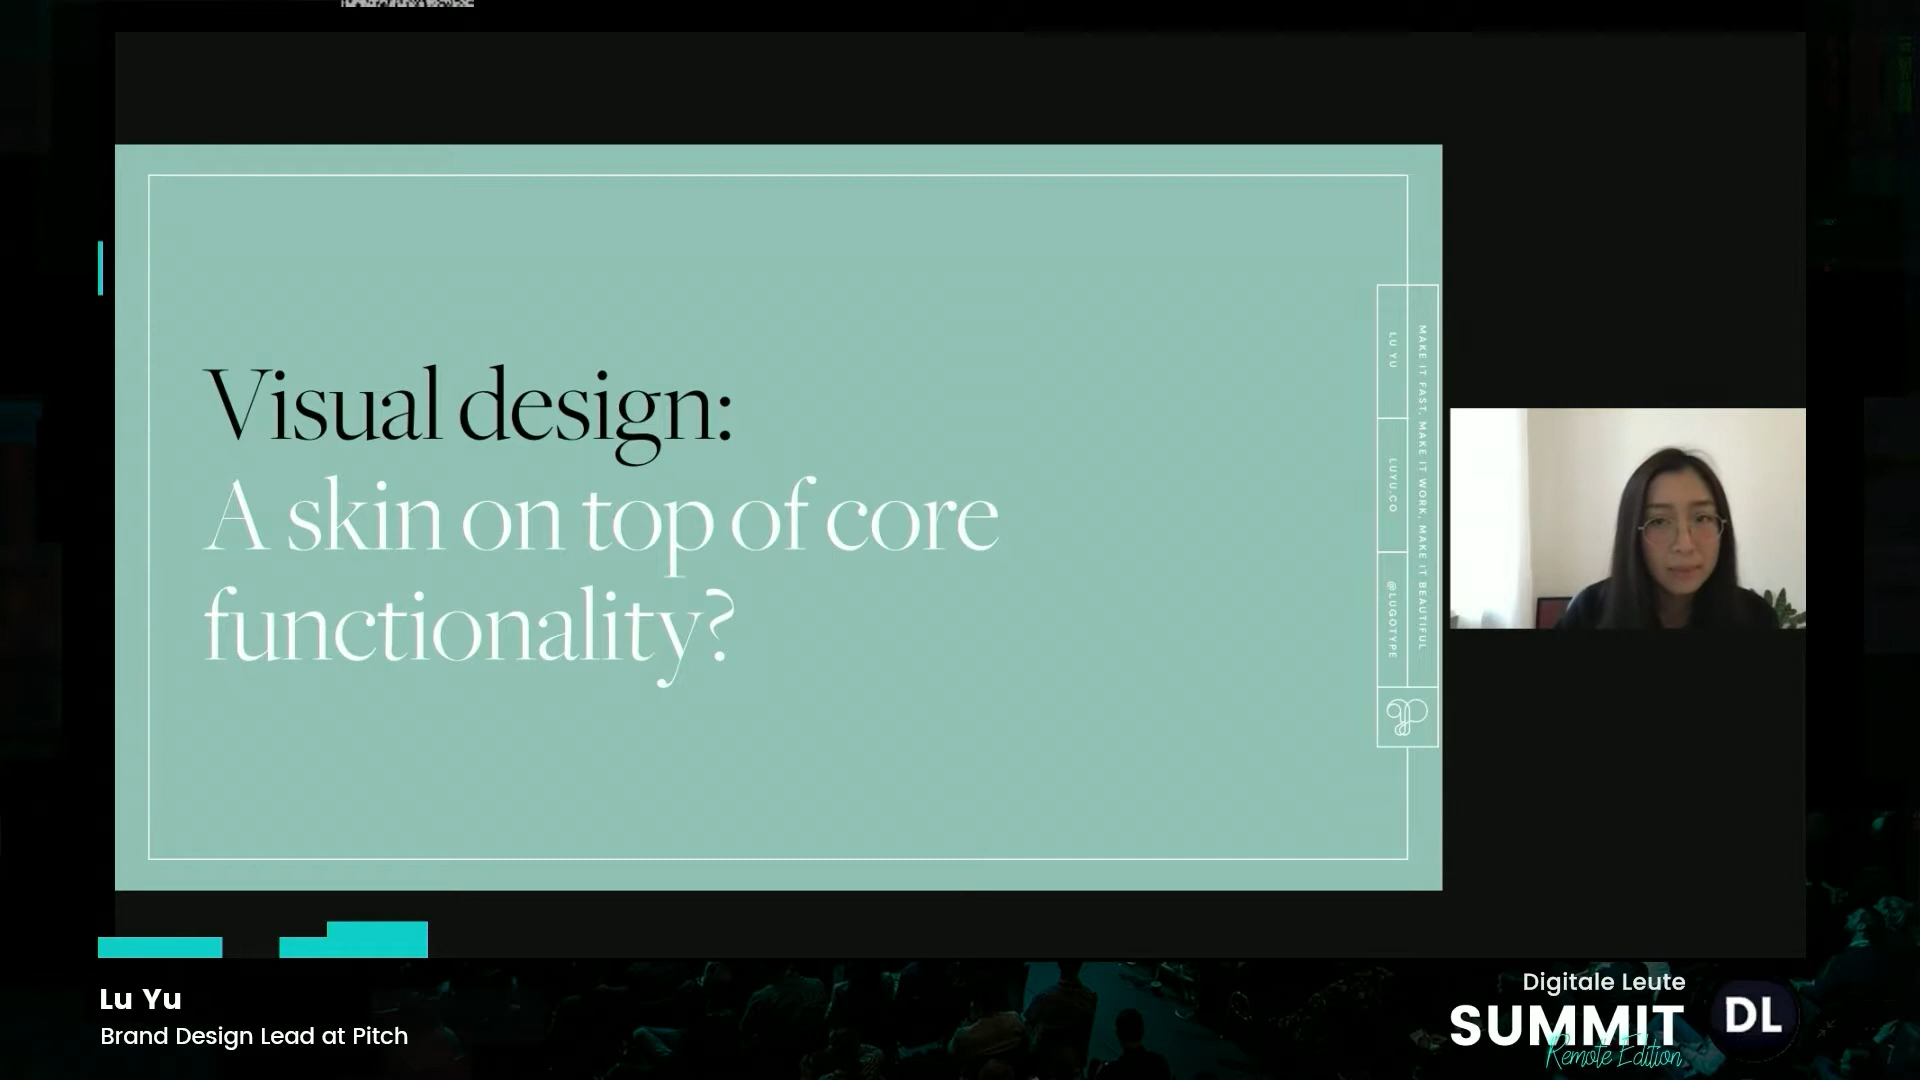 Visual design:
A skin on top of core
functionality?
MAKE IT FAST, MAKE IT WORK, MAKE IT BEAUTIFUL
LU YU
LUYU.CO
@LUGOTYPE
Lu Yu
Brand Design Lead at Pitch
Digitale Leute
SUMMIT
Remote Edition
DL